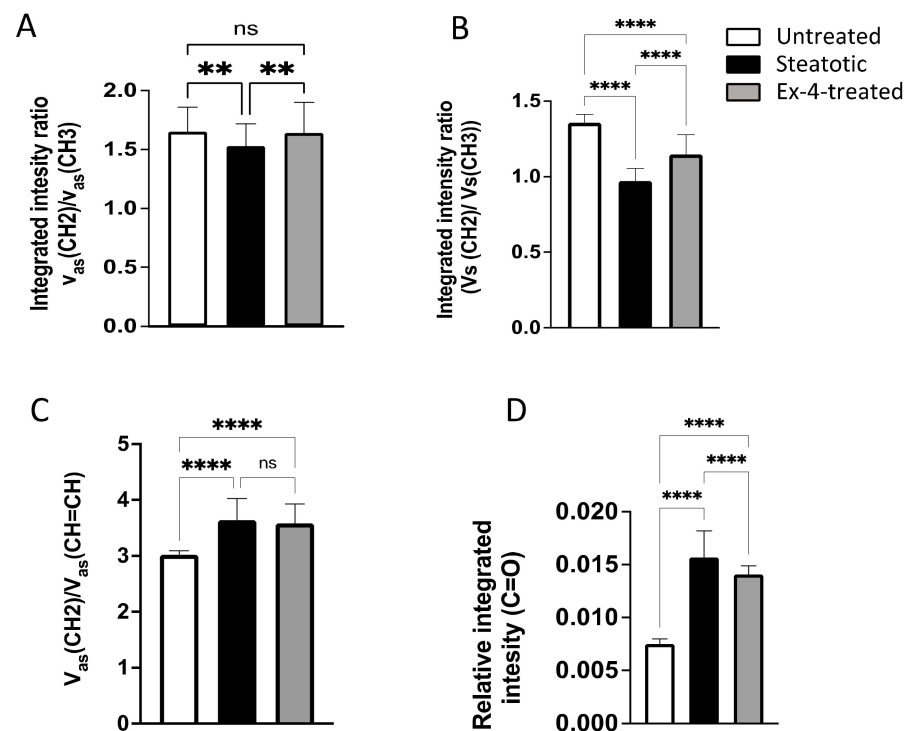 A
ns
** **
2.0
1.5
1.0
0.5
0.0
Integrated intesity ratio
vas(CH2)/vas(CH3)
B
****
****
****
1.5
1.0
0.5
0.0
Integrated intensity ratio
(Vs (CH2)/ Vs(CH3))
Untreated
Steatotic
Ex-4-treated
C
****
**** ns
5
4
3
2
1
0
Vas(CH2)/Vas(CH=CH)
D
****
****
****
0.020
0.015
0.010
0.005
0.000
Relative integrated
intesity (C=O)